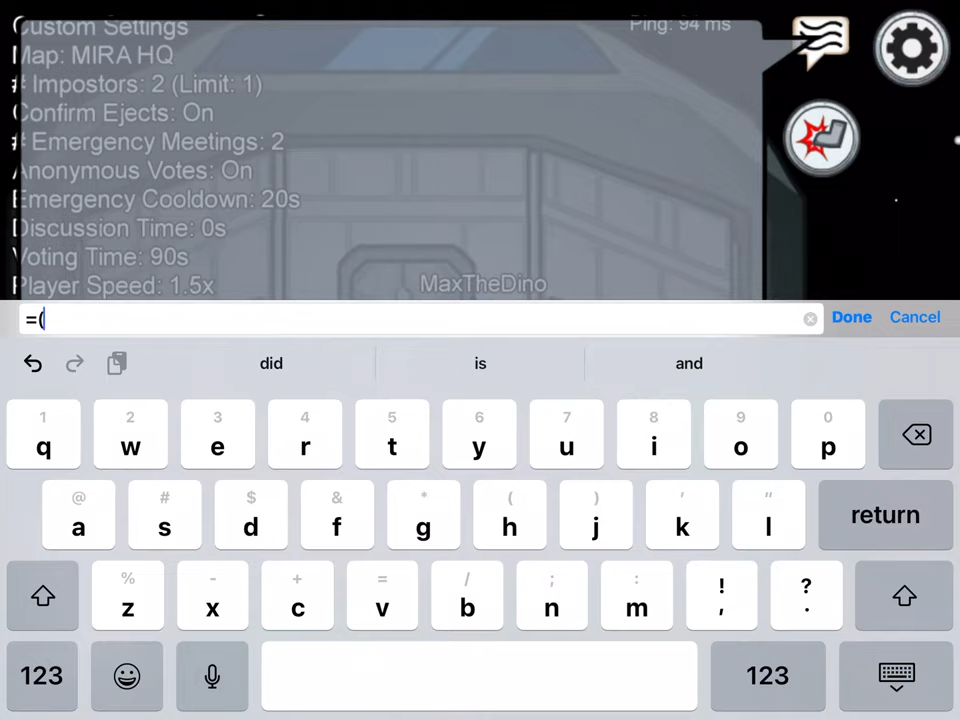 Custom Settings
Ping: 94 ms
Map: MIRA HQ
# Impostors: 2 (Limit: 1)
Confirm Ejects: On
# Emergency Meetings: 2
Anonymous Votes: On
Emergency Cooldown: 20s
Discussion Time: 0s
Voting Time: 90s
Player Speed: 1.5x
MaxTheDino
=(
Done Cancel
did is and
1 2 3 4 5 6 7 8 9 0
q w e r t y u i o p
@ # $ & * ( ) ' "
a s d f g h j k l return
% - + = / ; : ! ?
z x c v b n m , .
123 123